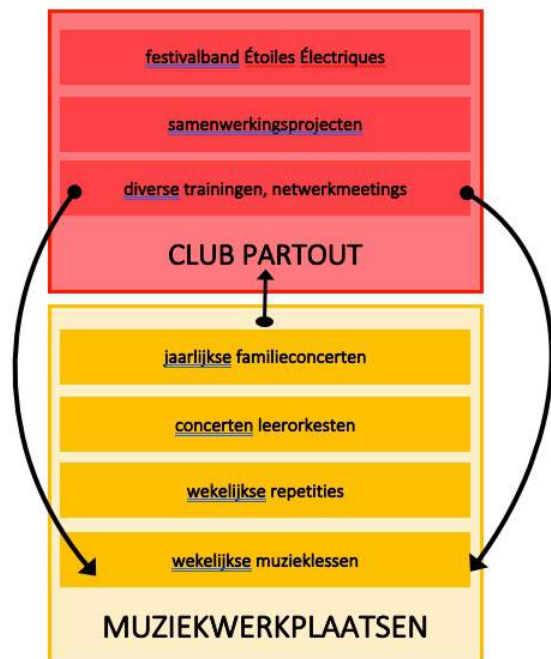 festivalband Étoiles Électriques
samenwerkingsprojecten
diverse trainingen, netwerkmeetings
CLUB PARTOUT
jaarlijkse familieconcerten
concerten leerorkesten
wekelijkse repetities
wekelijkse muzieklessen
MUZIEKWERKPLAATSEN